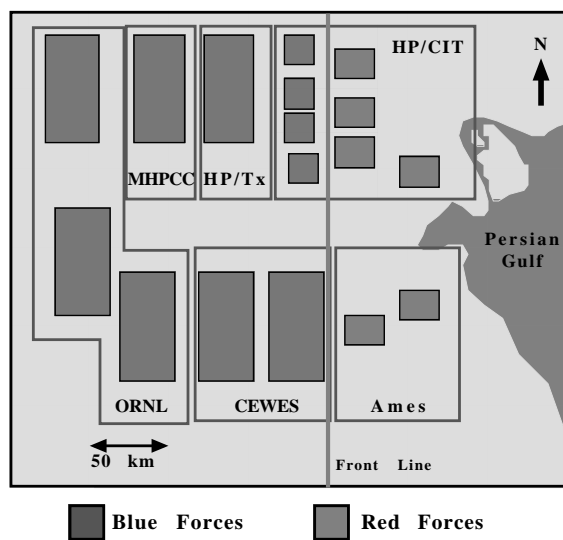 HP/CIT
N
MHPCC
HP/Tx
Persian
Gulf
ORNL
CEWES
Ames
50 km
Front Line
Blue Forces
Red Forces